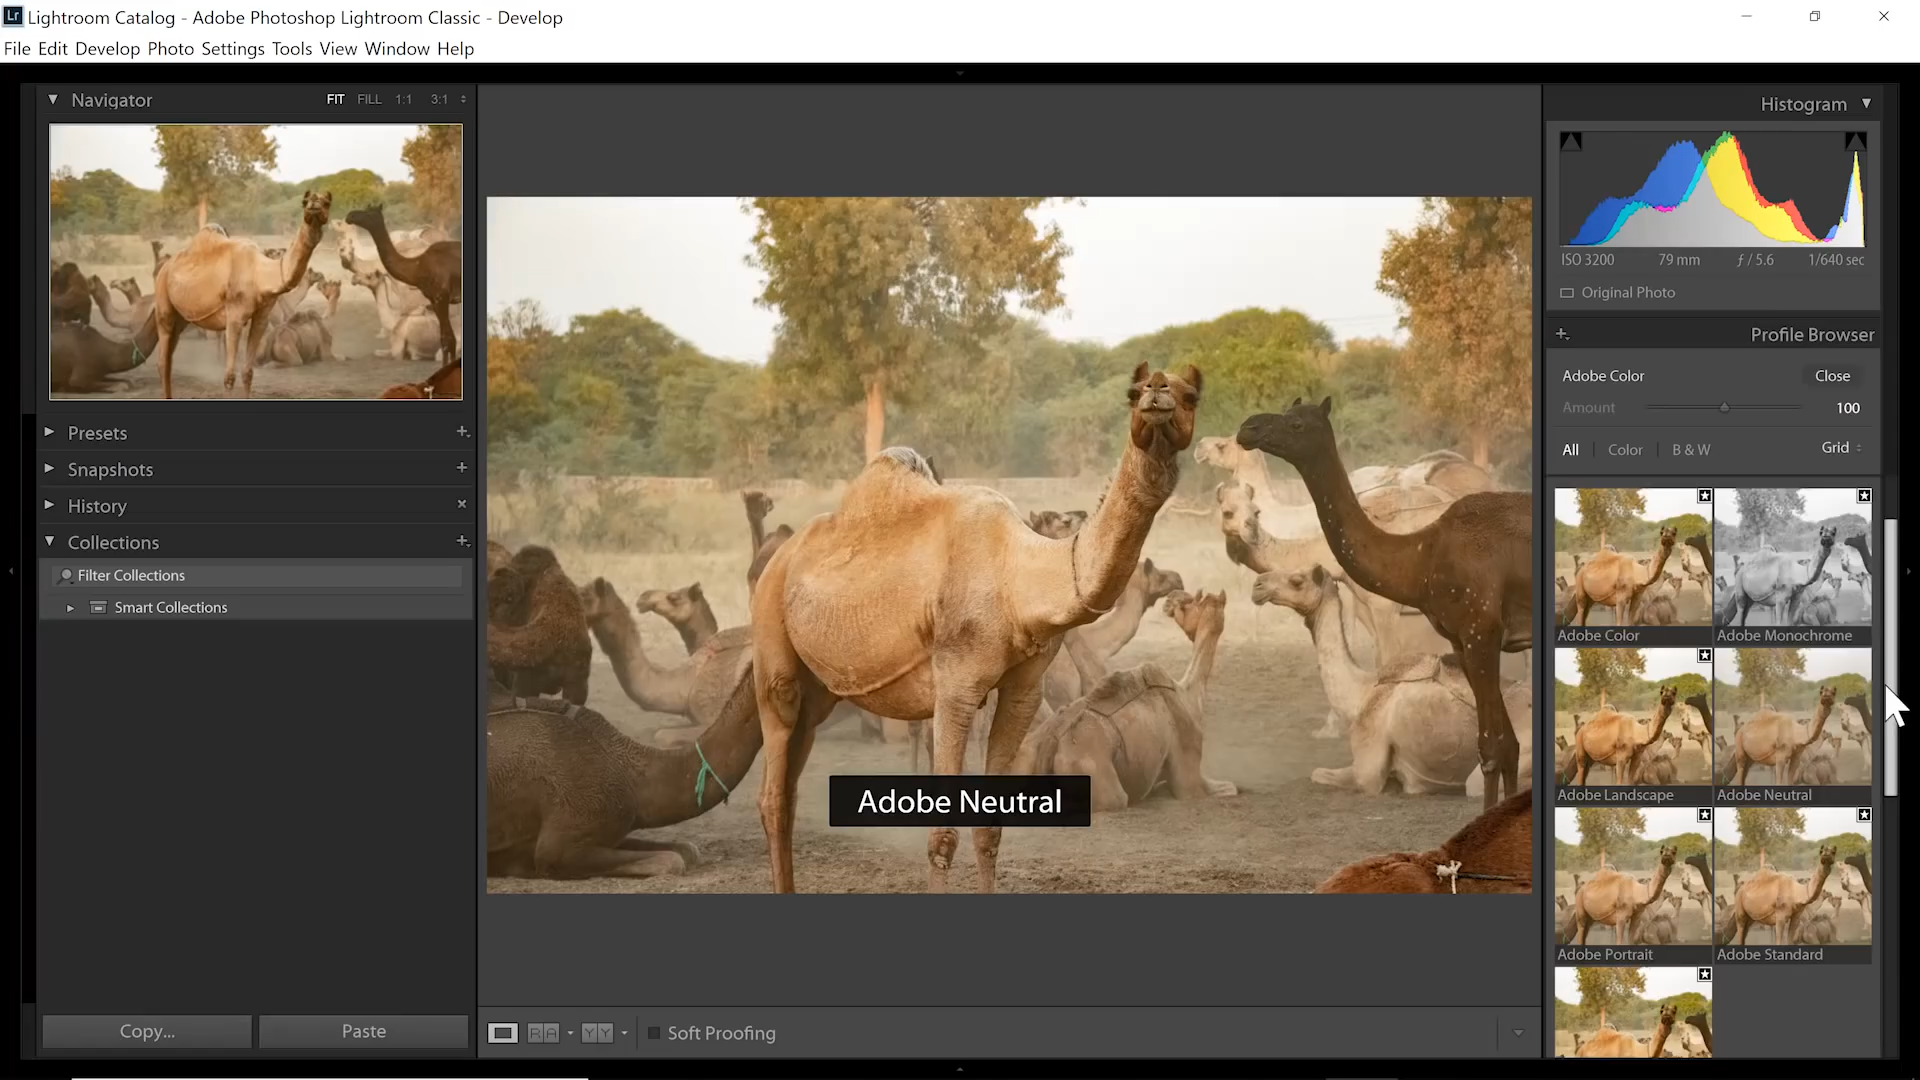 Lr Lightroom Catalog - Adobe Photoshop Lightroom Classic - Develop
File Edit Develop Photo Settings Tools View Window Help
Navigator FIT FILL 1:1 3:1
Presets
Snapshots
History
Collections
Filter Collections
Smart Collections
Copy... Paste
Adobe Neutral
RA YY Soft Proofing
Histogram
ISO 3200 79 mm ƒ / 5.6 1/640 sec
Original Photo
Profile Browser
Adobe Color Close
Amount 100
All Color B & W Grid
Adobe Color Adobe Monochrome
Adobe Landscape Adobe Neutral
Adobe Portrait Adobe Standard